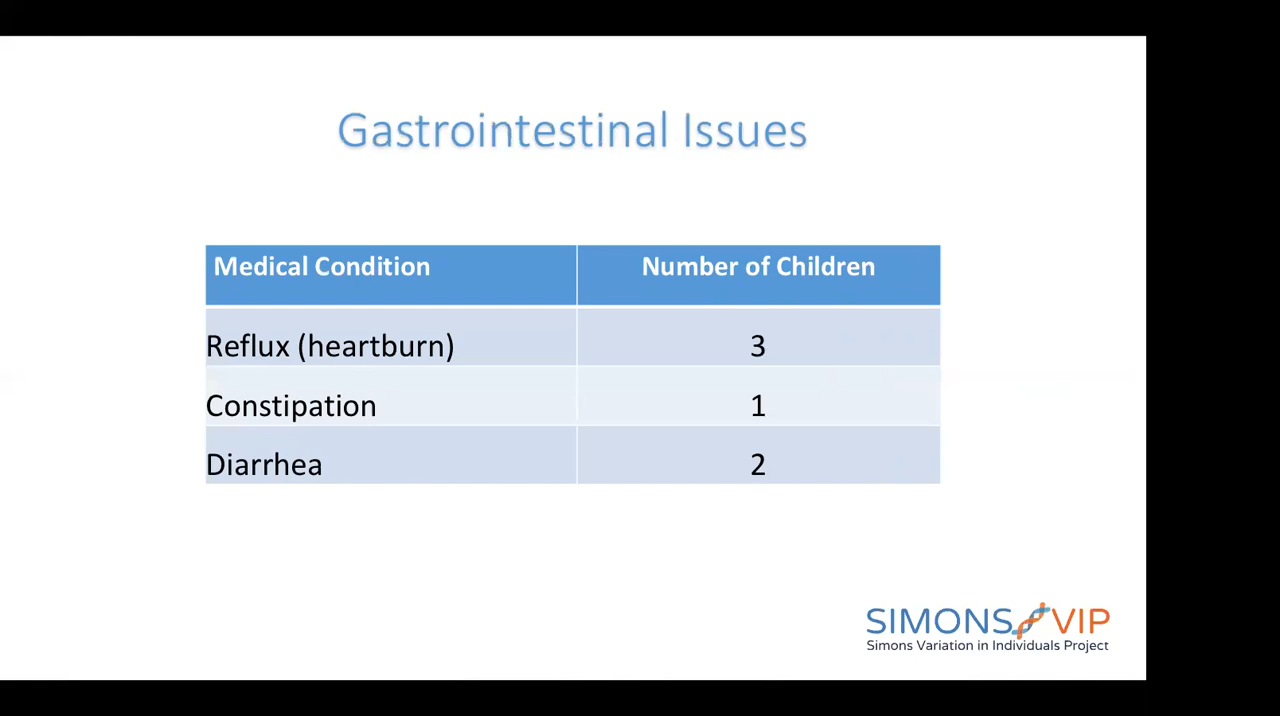 Gastrointestinal Issues
Medical Condition Number of Children
Reflux (heartburn) 3
Constipation 1
Diarrhea 2
SIMONS VIP
Simons Variation in Individuals Project